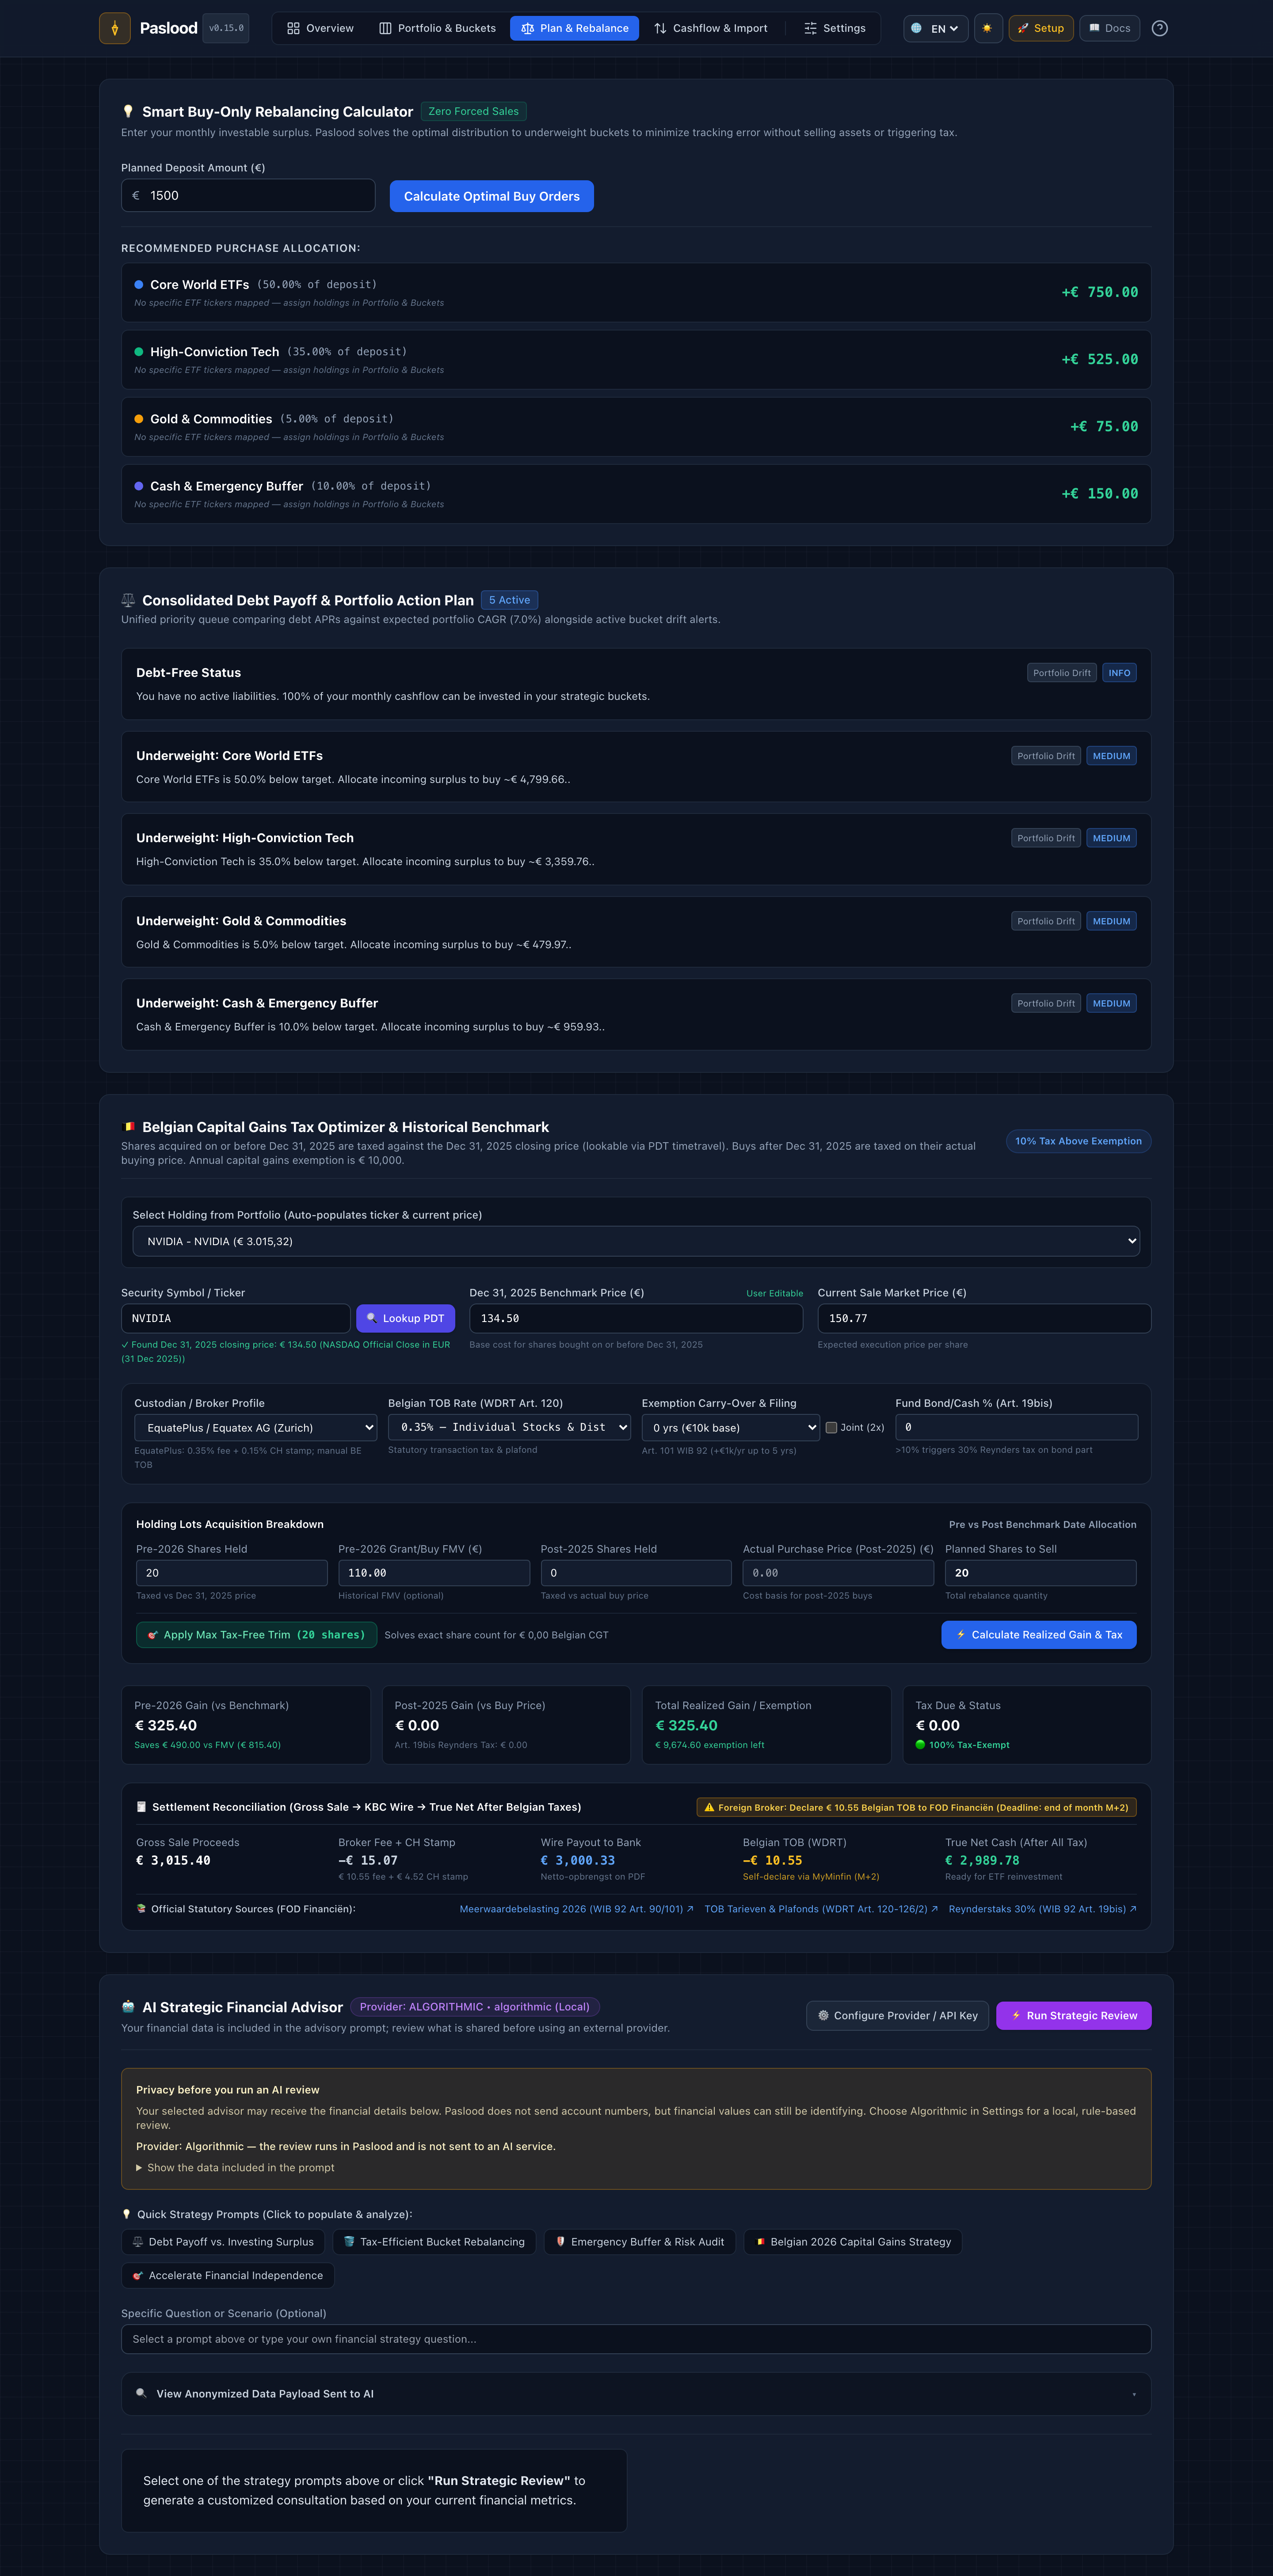 Paslood v0.15.0 Overview Portfolio & Buckets Plan & Rebalance Cashflow & Import Settings EN Setup Docs
Smart Buy-Only Rebalancing Calculator Zero Forced Sales
Enter your monthly investable surplus. Paslood solves the optimal distribution to underweight buckets to minimize tracking error without selling assets or triggering tax.
Planned Deposit Amount (€)
€ 1500 Calculate Optimal Buy Orders
RECOMMENDED PURCHASE ALLOCATION:
Core World ETFs (50.00% of deposit)
No specific ETF tickers mapped — assign holdings in Portfolio & Buckets
+€ 750.00
High-Conviction Tech (35.00% of deposit)
No specific ETF tickers mapped — assign holdings in Portfolio & Buckets
+€ 525.00
Gold & Commodities (5.00% of deposit)
No specific ETF tickers mapped — assign holdings in Portfolio & Buckets
+€ 75.00
Cash & Emergency Buffer (10.00% of deposit)
No specific ETF tickers mapped — assign holdings in Portfolio & Buckets
+€ 150.00
Consolidated Debt Payoff & Portfolio Action Plan 5 Active
Unified priority queue comparing debt APRs against expected portfolio CAGR (7.0%) alongside active bucket drift alerts.
Debt-Free Status Portfolio Drift INFO
You have no active liabilities. 100% of your monthly cashflow can be invested in your strategic buckets.
Underweight: Core World ETFs Portfolio Drift MEDIUM
Core World ETFs is 50.0% below target. Allocate incoming surplus to buy ~€ 4,799.66..
Underweight: High-Conviction Tech Portfolio Drift MEDIUM
High-Conviction Tech is 35.0% below target. Allocate incoming surplus to buy ~€ 3,359.76..
Underweight: Gold & Commodities Portfolio Drift MEDIUM
Gold & Commodities is 5.0% below target. Allocate incoming surplus to buy ~€ 479.97..
Underweight: Cash & Emergency Buffer Portfolio Drift MEDIUM
Cash & Emergency Buffer is 10.0% below target. Allocate incoming surplus to buy ~€ 959.93..
Belgian Capital Gains Tax Optimizer & Historical Benchmark
Shares acquired on or before Dec 31, 2025 are taxed against the Dec 31, 2025 closing price (lookable via PDT timetravel). Buys after Dec 31, 2025 are taxed on their actual
buying price. Annual capital gains exemption is € 10,000.
10% Tax Above Exemption
Select Holding from Portfolio (Auto-populates ticker & current price)
NVIDIA - NVIDIA (€ 3.015,32)
Security Symbol / Ticker Dec 31, 2025 Benchmark Price (€) User Editable Current Sale Market Price (€)
NVIDIA Lookup PDT 134.50 150.77
✓ Found Dec 31, 2025 closing price: € 134.50 (NASDAQ Official Close in EUR
(31 Dec 2025))
Base cost for shares bought on or before Dec 31, 2025
Expected execution price per share
Custodian / Broker Profile Belgian TOB Rate (WDRT Art. 120) Exemption Carry-Over & Filing Fund Bond/Cash % (Art. 19bis)
EquatePlus / Equatex AG (Zurich) 0.35% — Individual Stocks & Dist 0 yrs (€10k base) Joint (2x) 0
EquatePlus: 0.35% fee + 0.15% CH stamp; manual BE
TOB
Statutory transaction tax & plafond
Art. 101 WIB 92 (+€1k/yr up to 5 yrs)
>10% triggers 30% Reynders tax on bond part
Holding Lots Acquisition Breakdown Pre vs Post Benchmark Date Allocation
Pre-2026 Shares Held Pre-2026 Grant/Buy FMV (€) Post-2025 Shares Held Actual Purchase Price (Post-2025) (€) Planned Shares to Sell
20 110.00 0 0.00 20
Taxed vs Dec 31, 2025 price Historical FMV (optional) Taxed vs actual buy price Cost basis for post-2025 buys Total rebalance quantity
Apply Max Tax-Free Trim (20 shares) Solves exact share count for € 0,00 Belgian CGT Calculate Realized Gain & Tax
Pre-2026 Gain (vs Benchmark) Post-2025 Gain (vs Buy Price) Total Realized Gain / Exemption Tax Due & Status
€ 325.40 € 0.00 € 325.40 € 0.00
Saves € 490.00 vs FMV (€ 815.40) Art. 19bis Reynders Tax: € 0.00 € 9,674.60 exemption left 100% Tax-Exempt
Settlement Reconciliation (Gross Sale → KBC Wire → True Net After Belgian Taxes) Foreign Broker: Declare € 10.55 Belgian TOB to FOD Financiën (Deadline: end of month M+2)
Gross Sale Proceeds Broker Fee + CH Stamp Wire Payout to Bank Belgian TOB (WDRT) True Net Cash (After All Tax)
€ 3,015.40 −€ 15.07 € 3,000.33 −€ 10.55 € 2,989.78
€ 10.55 fee + € 4.52 CH stamp Netto-opbrengst on PDF Self-declare via MyMinfin (M+2) Ready for ETF reinvestment
Official Statutory Sources (FOD Financiën): Meerwaardebelasting 2026 (WIB 92 Art. 90/101) ↗ TOB Tarieven & Plafonds (WDRT Art. 120-126/2) ↗ Reynderstaks 30% (WIB 92 Art. 19bis) ↗
AI Strategic Financial Advisor Provider: ALGORITHMIC • algorithmic (Local) Configure Provider / API Key Run Strategic Review
Your financial data is included in the advisory prompt; review what is shared before using an external provider.
Privacy before you run an AI review
Your selected advisor may receive the financial details below. Paslood does not send account numbers, but financial values can still be identifying. Choose Algorithmic in Settings for a local, rule-based
review.
Provider: Algorithmic — the review runs in Paslood and is not sent to an AI service.
Show the data included in the prompt
Quick Strategy Prompts (Click to populate & analyze):
Debt Payoff vs. Investing Surplus Tax-Efficient Bucket Rebalancing Emergency Buffer & Risk Audit Belgian 2026 Capital Gains Strategy
Accelerate Financial Independence
Specific Question or Scenario (Optional)
Select a prompt above or type your own financial strategy question...
View Anonymized Data Payload Sent to AI
Select one of the strategy prompts above or click "Run Strategic Review" to
generate a customized consultation based on your current financial metrics.